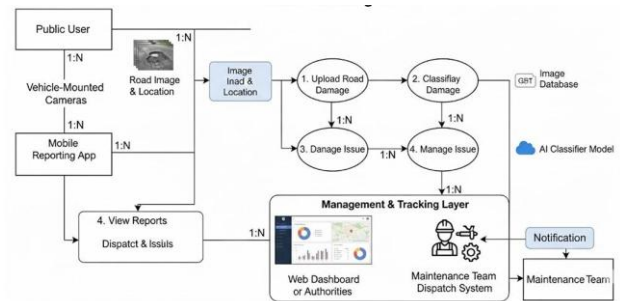 Public User
1:N
1:N
Vehicle-Mounted
Cameras
1:N
Mobile
Reporting App
1:N
Road Image
& Location
Image
Inad &
Location
1. Upload Road
Damage
2. Classifiay
Damage
1:N
1:N
3. Danage Issue
1:N
4. Manage Issue
1:N
GBT
Image
Database
AI Classifier Model
4. View Reports
Dispatct & Issüls
1:N
Management & Tracking Layer
Web Dashboard
or Authorities
Maintenance Team
Dispatch System
Notification
Maintenance Team